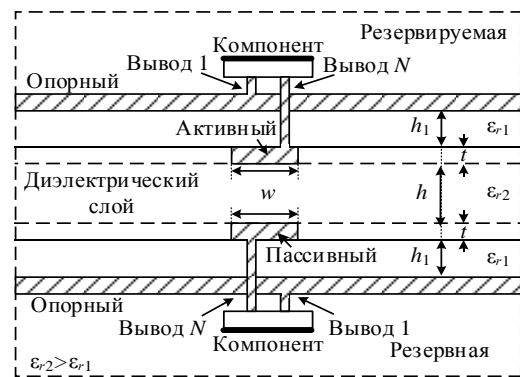 Компонент
Резервируемая
Вывод 1
Вывод N
Опорный
Активный
h₁
εr1
t
Диэлектрический
слой
w
h
εr2
t
Пассивный
h₁
εr1
Опорный
Вывод N
Вывод 1
Компонент
Резервная
εr2>εr1